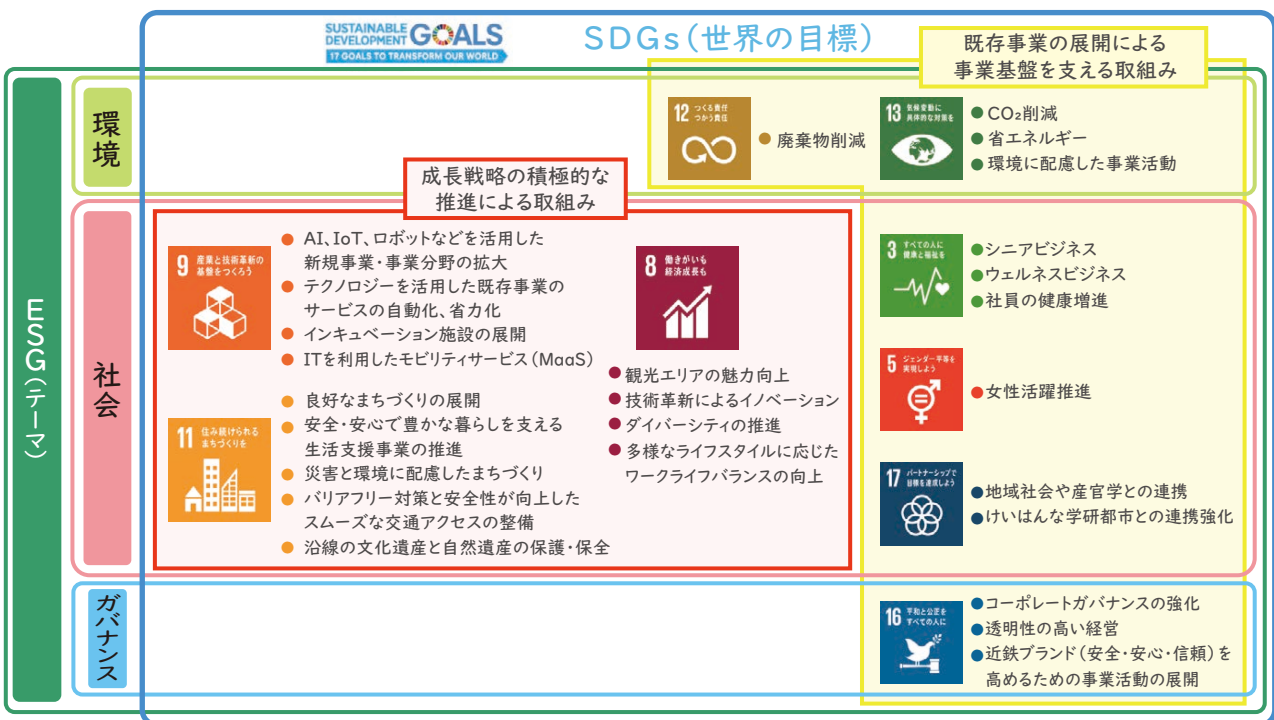 SUSTAINABLE
DEVELOPMENT GOALS
17 GOALS TO TRANSFORM OUR WORLD
SDGs(世界の目標)
既存事業の展開による
事業基盤を支える取組み
ESG(テーマ)
環境
12 つくる責任
つかう責任
●廃棄物削減
13 気候変動に
具体的な対策を
●CO₂削減
●省エネルギー
●環境に配慮した事業活動
成長戦略の積極的な
推進による取組み
社会
9 産業と技術革新の
基盤をつくろう
●AI、IoT、ロボットなどを活用した
新規事業・事業分野の拡大
●テクノロジーを活用した既存事業の
サービスの自動化、省力化
●インキュベーション施設の展開
●ITを利用したモビリティサービス(MaaS)
11 住み続けられる
まちづくりを
●良好なまちづくりの展開
●安全・安心で豊かな暮らしを支える
生活支援事業の推進
●災害と環境に配慮したまちづくり
●バリアフリー対策と安全性が向上した
スムーズな交通アクセスの整備
●沿線の文化遺産と自然遺産の保護・保全
8 働きがいも
経済成長も
●観光エリアの魅力向上
●技術革新によるイノベーション
●ダイバーシティの推進
●多様なライフスタイルに応じた
ワークライフバランスの向上
3 すべての人に
健康と福祉を
●シニアビジネス
●ウェルネスビジネス
●社員の健康増進
5 ジェンダー平等を
実現しよう
●女性活躍推進
17 パートナーシップで
目標を達成しよう
●地域社会や産官学との連携
●けいはんな学研都市との連携強化
ガバナンス
16 平和と公正を
すべての人に
●コーポレートガバナンスの強化
●透明性の高い経営
●近鉄ブランド(安全・安心・信頼)を
高めるための事業活動の展開